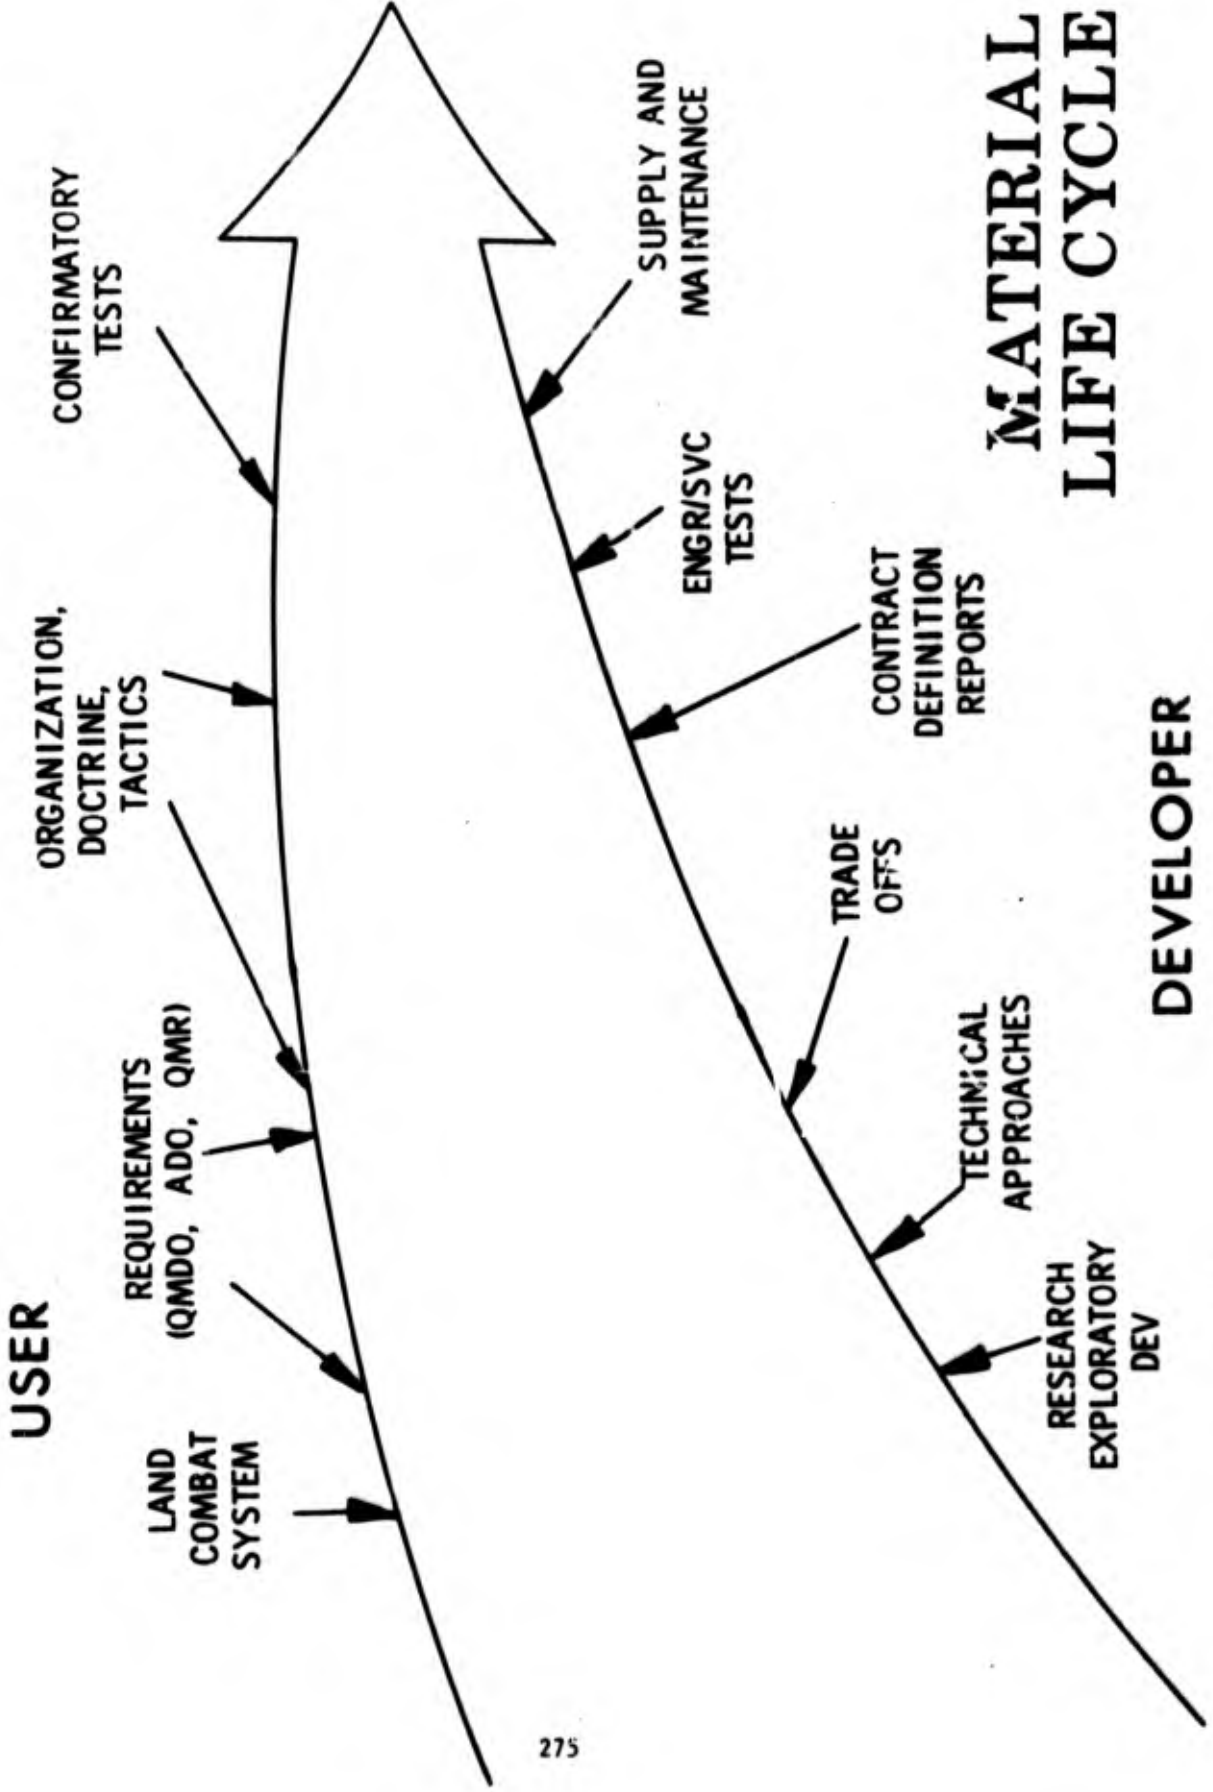 USER
LAND
COMBAT
SYSTEM
REQUIREMENTS
(QMDO, ADO, QMR)
ORGANIZATION,
DOCTRINE,
TACTICS
CONFIRMATORY
TESTS
RESEARCH
EXPLORATORY
DEV
TECHNICAL
APPROACHES
TRADE
OFFS
CONTRACT
DEFINITION
REPORTS
ENGR/SVC
TESTS
SUPPLY AND
MAINTENANCE
DEVELOPER
MATERIAL
LIFE CYCLE
275